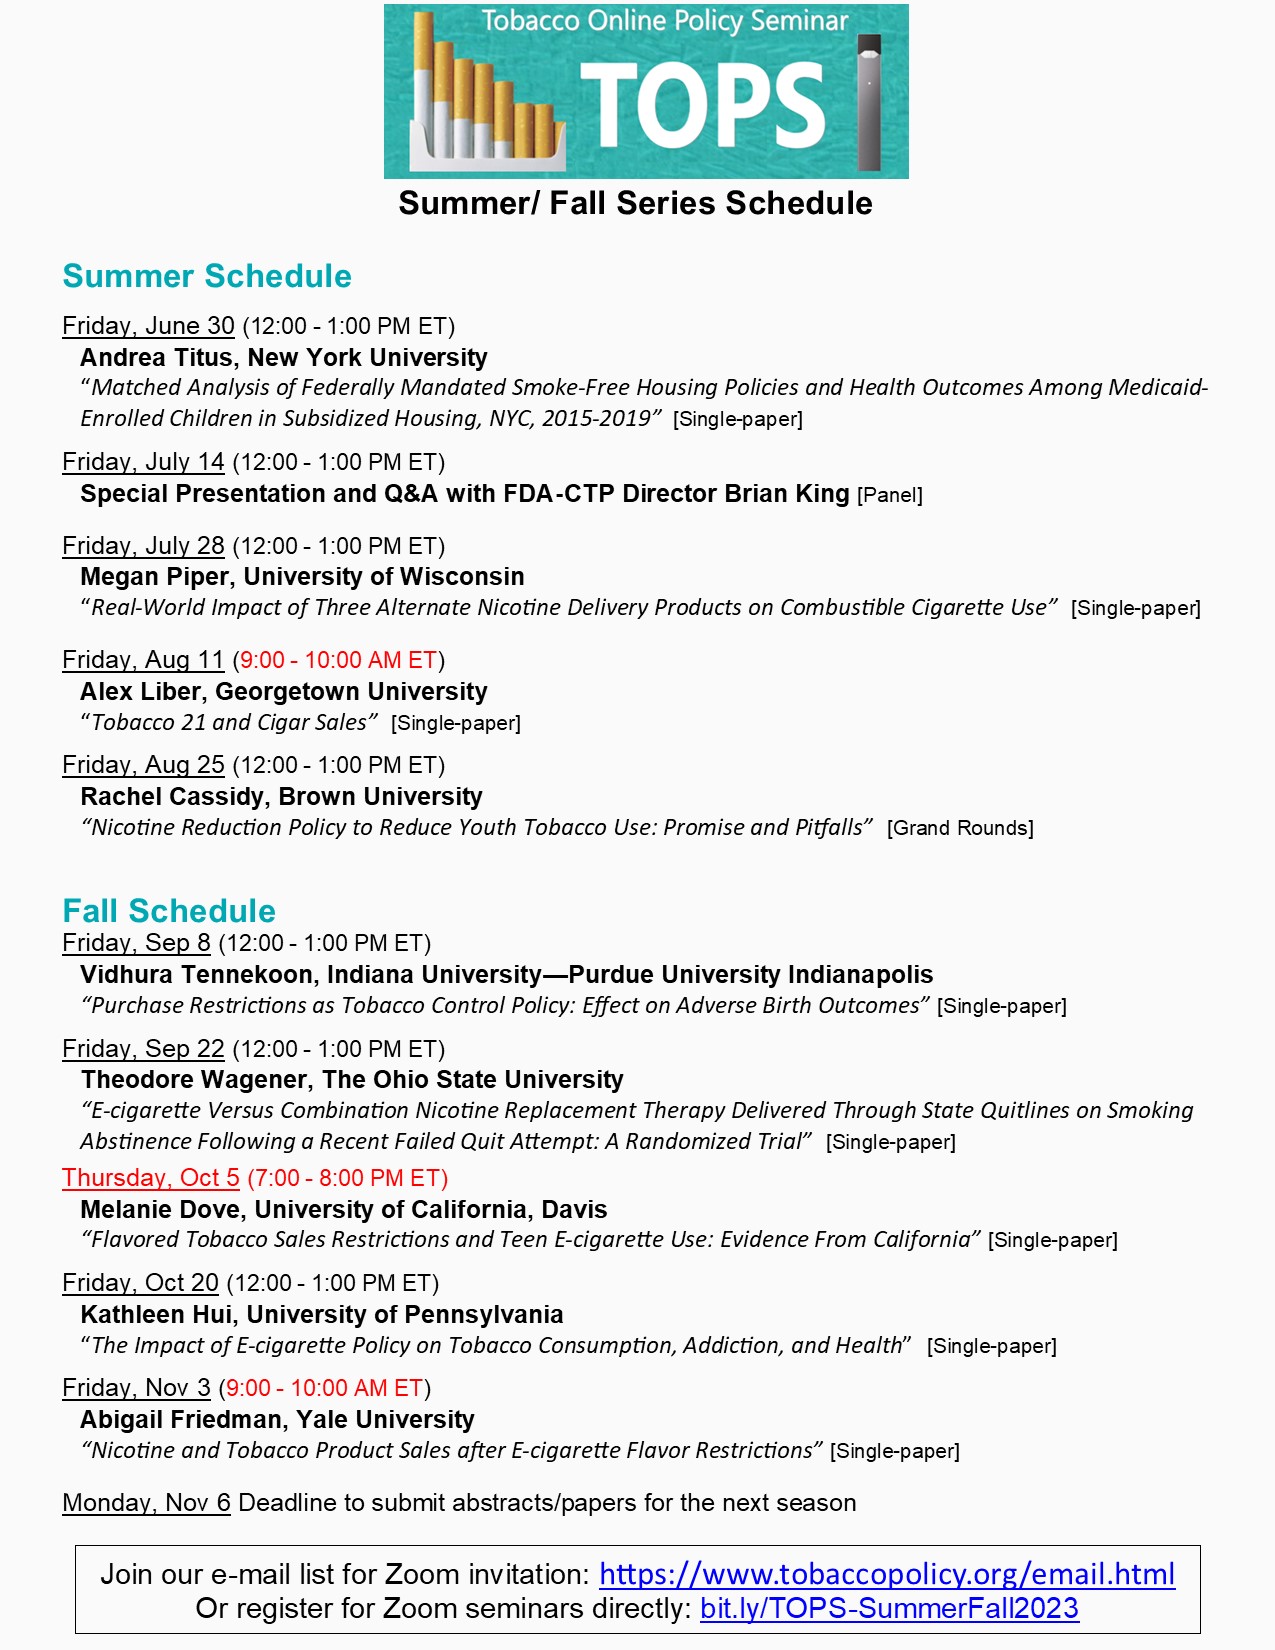 Tobacco Online Policy Seminar
TOPS
Summer/ Fall Series Schedule
Summer Schedule
Friday, June 30 (12:00 - 1:00 PM ET)
Andrea Titus, New York University
“Matched Analysis of Federally Mandated Smoke-Free Housing Policies and Health Outcomes Among Medicaid-
Enrolled Children in Subsidized Housing, NYC, 2015-2019” [Single-paper]
Friday, July 14 (12:00 - 1:00 PM ET)
Special Presentation and Q&A with FDA-CTP Director Brian King [Panel]
Friday, July 28 (12:00 - 1:00 PM ET)
Megan Piper, University of Wisconsin
“Real-World Impact of Three Alternate Nicotine Delivery Products on Combustible Cigarette Use” [Single-paper]
Friday, Aug 11 (9:00 - 10:00 AM ET)
Alex Liber, Georgetown University
“Tobacco 21 and Cigar Sales” [Single-paper]
Friday, Aug 25 (12:00 - 1:00 PM ET)
Rachel Cassidy, Brown University
“Nicotine Reduction Policy to Reduce Youth Tobacco Use: Promise and Pitfalls” [Grand Rounds]
Fall Schedule
Friday, Sep 8 (12:00 - 1:00 PM ET)
Vidhura Tennekoon, Indiana University—Purdue University Indianapolis
“Purchase Restrictions as Tobacco Control Policy: Effect on Adverse Birth Outcomes” [Single-paper]
Friday, Sep 22 (12:00 - 1:00 PM ET)
Theodore Wagener, The Ohio State University
“E-cigarette Versus Combination Nicotine Replacement Therapy Delivered Through State Quitlines on Smoking
Abstinence Following a Recent Failed Quit Attempt: A Randomized Trial” [Single-paper]
Thursday, Oct 5 (7:00 - 8:00 PM ET)
Melanie Dove, University of California, Davis
“Flavored Tobacco Sales Restrictions and Teen E-cigarette Use: Evidence From California” [Single-paper]
Friday, Oct 20 (12:00 - 1:00 PM ET)
Kathleen Hui, University of Pennsylvania
“The Impact of E-cigarette Policy on Tobacco Consumption, Addiction, and Health” [Single-paper]
Friday, Nov 3 (9:00 - 10:00 AM ET)
Abigail Friedman, Yale University
“Nicotine and Tobacco Product Sales after E-cigarette Flavor Restrictions” [Single-paper]
Monday, Nov 6 Deadline to submit abstracts/papers for the next season
Join our e-mail list for Zoom invitation: https://www.tobaccopolicy.org/email.html
Or register for Zoom seminars directly: bit.ly/TOPS-SummerFall2023